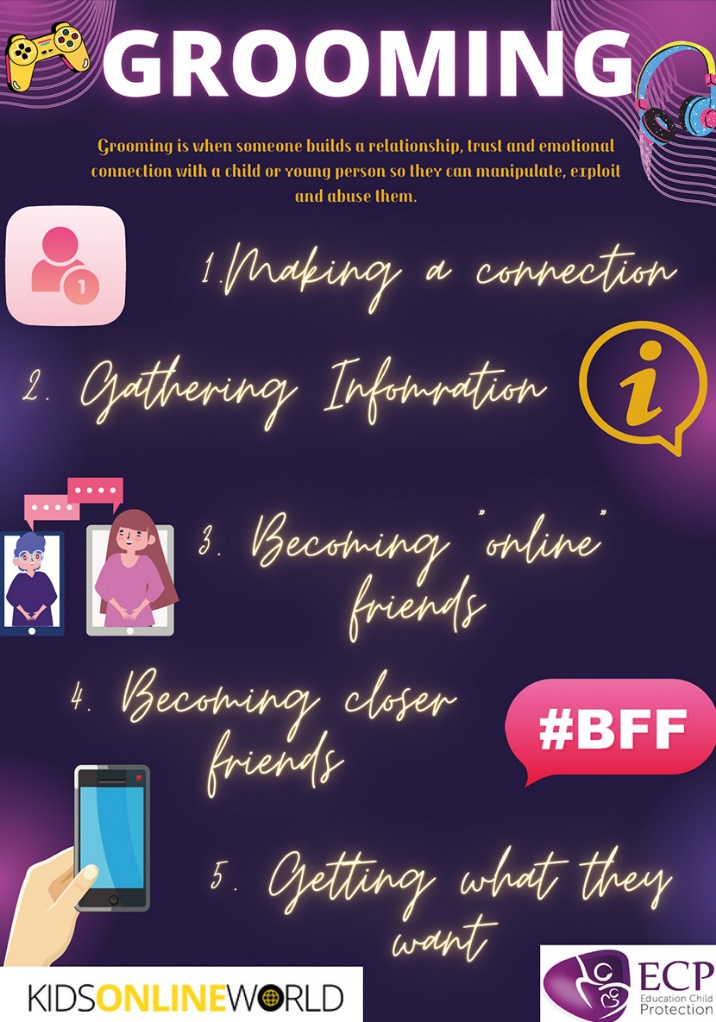 GROOMING
Grooming is when someone builds a relationship, trust and emotional
connection with a child or young person so they can manipulate, exploit
and abuse them.
1
1.Making a connection
2. Gathering Infomration
i
3. Becoming "online"
friends
4. Becoming closer
friends
#BFF
5. Getting what they
want
KIDSONLINEWORLD
ECP
Education Child
Protection